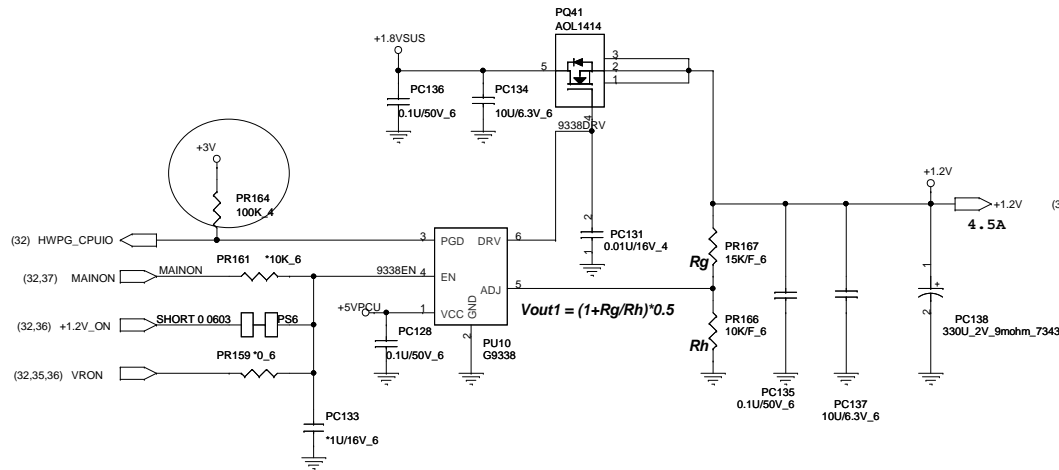 PQ41
AOL1414
+1.8VSUS
5
3
2
1
4
PC136
0.1U/50V_6
PC134
10U/6.3V_6
9338DRV
+3V
PR164
100K_4
+1.2V
+1.2V
(3
4.5A
2
PC131
0.01U/16V_4
1
(32) HWPG_CPUIO
3 PGD DRV 6
PR167
15K/F_6
Rg
PR161 *10K_6
(32,37) MAINON
MAINON
9338EN
4 EN
ADJ 5
Vout1 = (1+Rg/Rh)*0.5
+5VPCU
1 VCC
GND
2
(32,36) +1.2V_ON
SHORT 0 0603
PS6
PC128
0.1U/50V_6
PU10
G9338
PR166
10K/F_6
Rh
1
+
2
PC138
330U_2V_9mohm_7343
(32,35,36) VRON
PR159 *0_6
PC135
0.1U/50V_6
PC137
10U/6.3V_6
PC133
*1U/16V_6